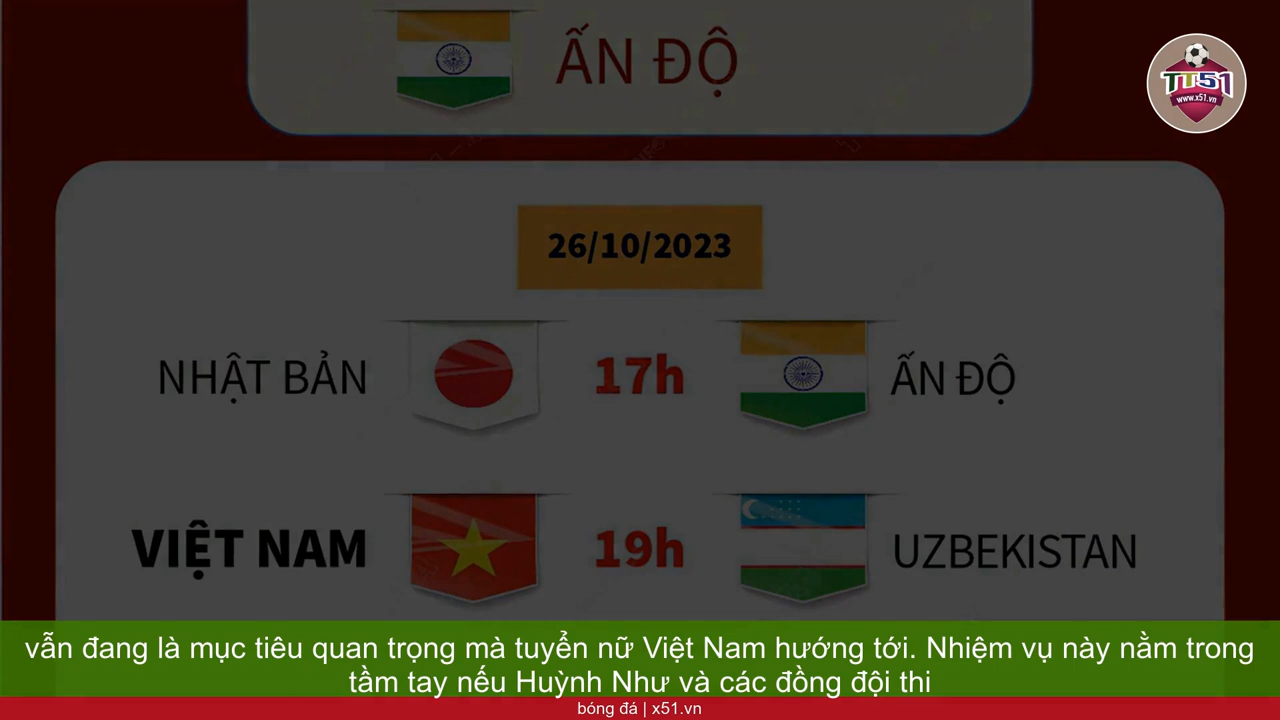 ẤN ĐỘ
TT51
www.x51.vn
26/10/2023
NHẬT BẢN 17h ẤN ĐỘ
VIỆT NAM 19h UZBEKISTAN
vẫn đang là mục tiêu quan trọng mà tuyển nữ Việt Nam hướng tới. Nhiệm vụ này nằm trong
tầm tay nếu Huỳnh Như và các đồng đội thi
bóng đá | x51.vn